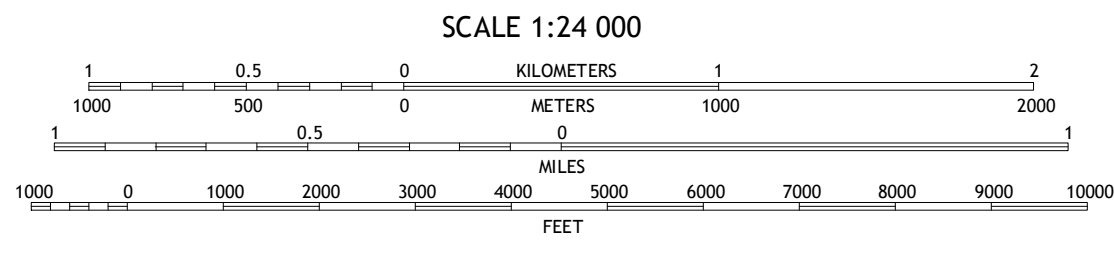 SCALE 1:24 000
1 0.5 0 KILOMETERS 1 2
1000 500 0 METERS 1000 2000
1 0.5 0 1
MILES
1000 0 1000 2000 3000 4000 5000 6000 7000 8000 9000 10000
FEET